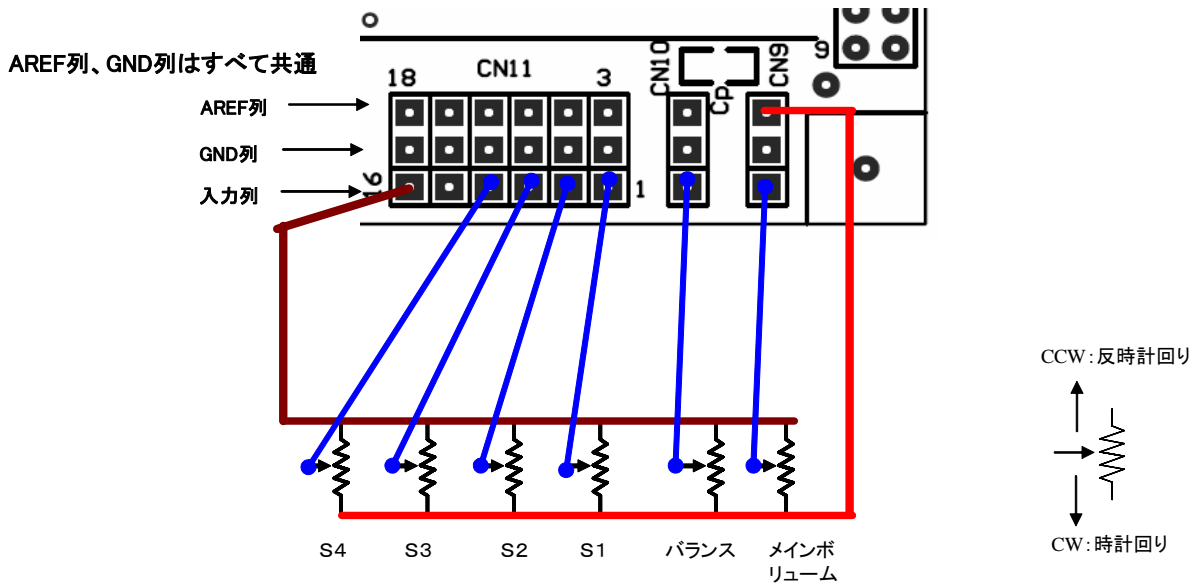 AREF列、GND列はすべて共通
18
CN11
3
CN10
CP
CN9
9
AREF列
GND列
入力列
16
1
CCW:反時計回り
CW:時計回り
S4
S3
S2
S1
バランス
メインボ
リューム